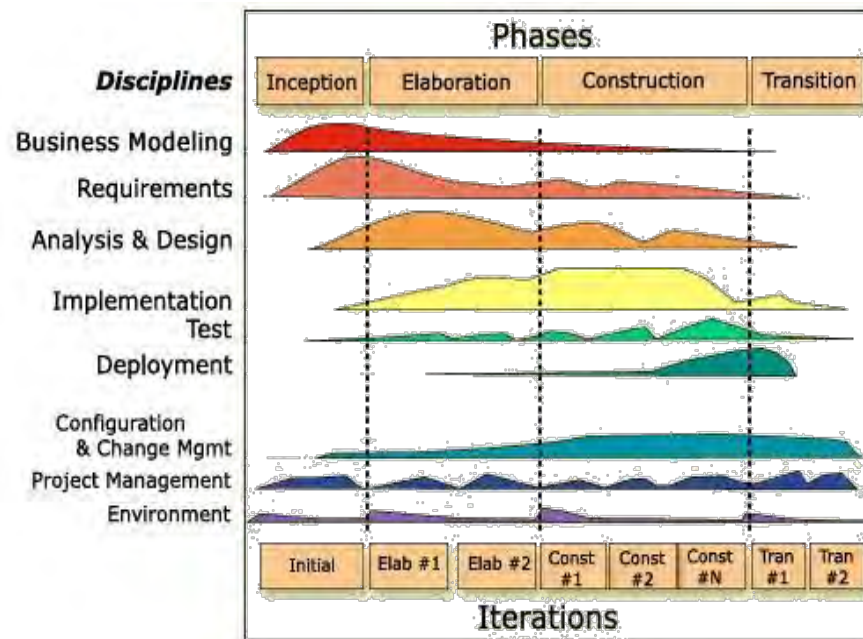 Phases
Disciplines Inception Elaboration Construction Transition
Business Modeling
Requirements
Analysis & Design
Implementation
Test
Deployment
Configuration
& Change Mgmt
Project Management
Environment
Initial Elab #1 Elab #2 Const #1 Const #2 Const #N Tran #1 Tran #2
Iterations